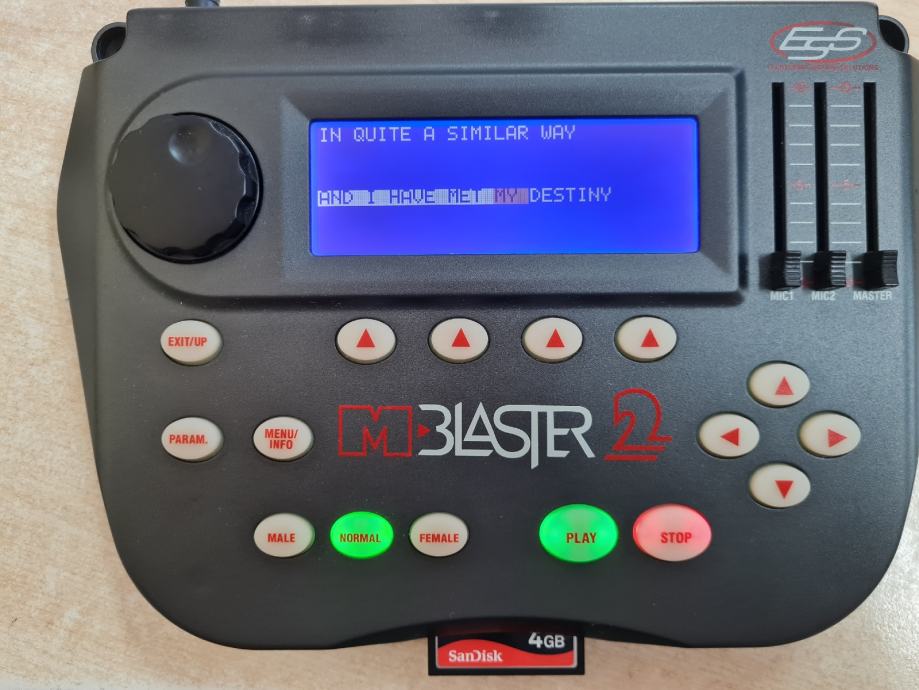 EGS
IN QUITE A SIMILAR WAY
AND I HAVE MET MY DESTINY
MIC1 MIC2 MASTER
EXIT/UP
PARAM.
MENU/
INFO
M BLASTER 2
MALE NORMAL FEMALE PLAY STOP
4GB
SanDisk